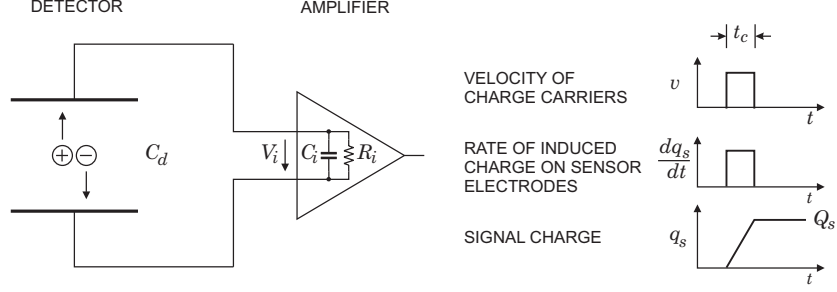 DETECTOR
AMPLIFIER
C_d
V_i
C_i
R_i
t_c
VELOCITY OF
CHARGE CARRIERS
v
t
RATE OF INDUCED
CHARGE ON SENSOR
ELECTRODES
dq_s
dt
t
SIGNAL CHARGE
q_s
Q_s
t